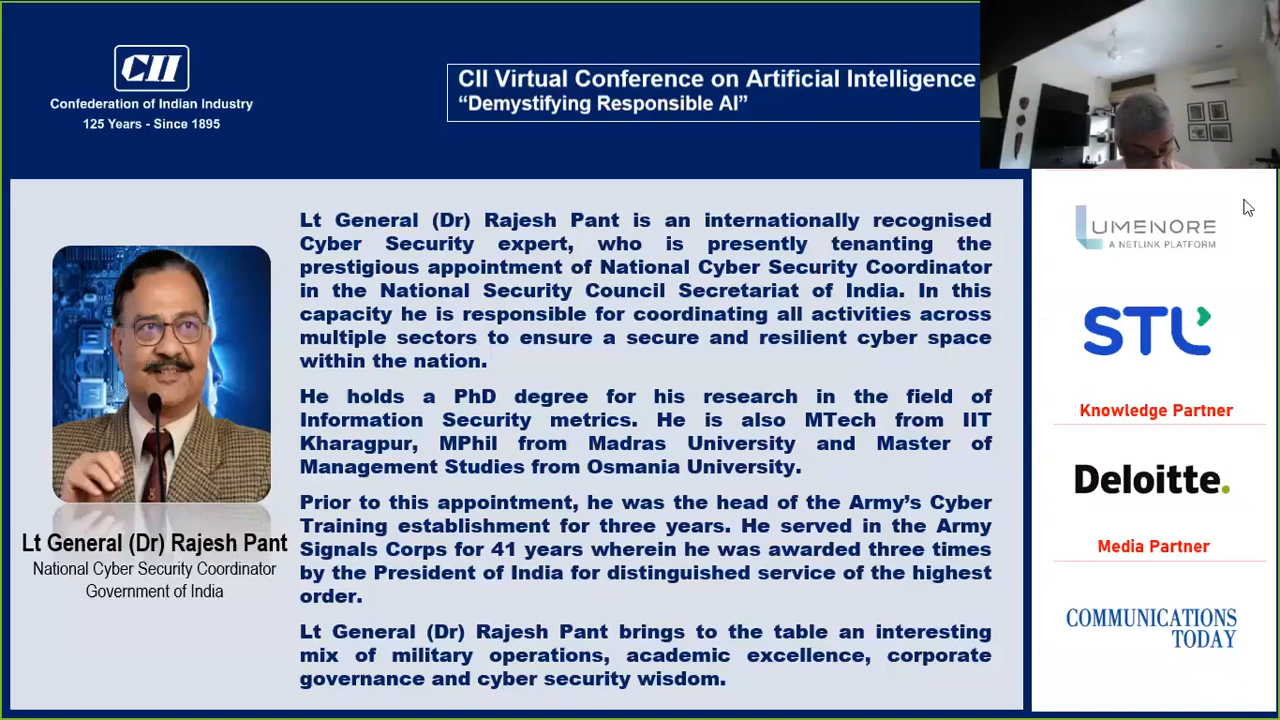 CII
Confederation of Indian Industry
125 Years - Since 1895
CII Virtual Conference on Artificial Intelligence
“Demystifying Responsible AI”
Lt General (Dr) Rajesh Pant is an internationally recognised
Cyber Security expert, who is presently tenanting the
prestigious appointment of National Cyber Security Coordinator
in the National Security Council Secretariat of India. In this
capacity he is responsible for coordinating all activities across
multiple sectors to ensure a secure and resilient cyber space
within the nation.
He holds a PhD degree for his research in the field of
Information Security metrics. He is also MTech from IIT
Kharagpur, MPhil from Madras University and Master of
Management Studies from Osmania University.
Prior to this appointment, he was the head of the Army’s Cyber
Training establishment for three years. He served in the Army
Signals Corps for 41 years wherein he was awarded three times
by the President of India for distinguished service of the highest
order.
Lt General (Dr) Rajesh Pant brings to the table an interesting
mix of military operations, academic excellence, corporate
governance and cyber security wisdom.
Lt General (Dr) Rajesh Pant
National Cyber Security Coordinator
Government of India
LUMENORE
A NETLINK PLATFORM
STL
Knowledge Partner
Deloitte.
Media Partner
COMMUNICATIONS
TODAY